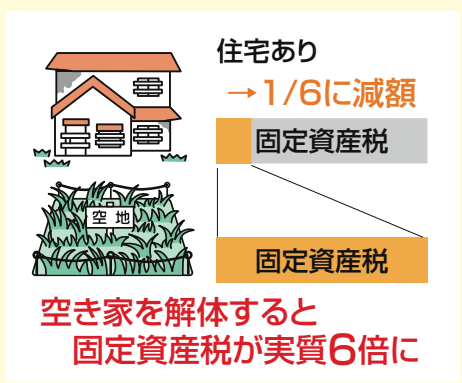 住宅あり
→1/6に減額
固定資産税
空 地
固定資産税
空き家を解体すると
固定資産税が実質6倍に